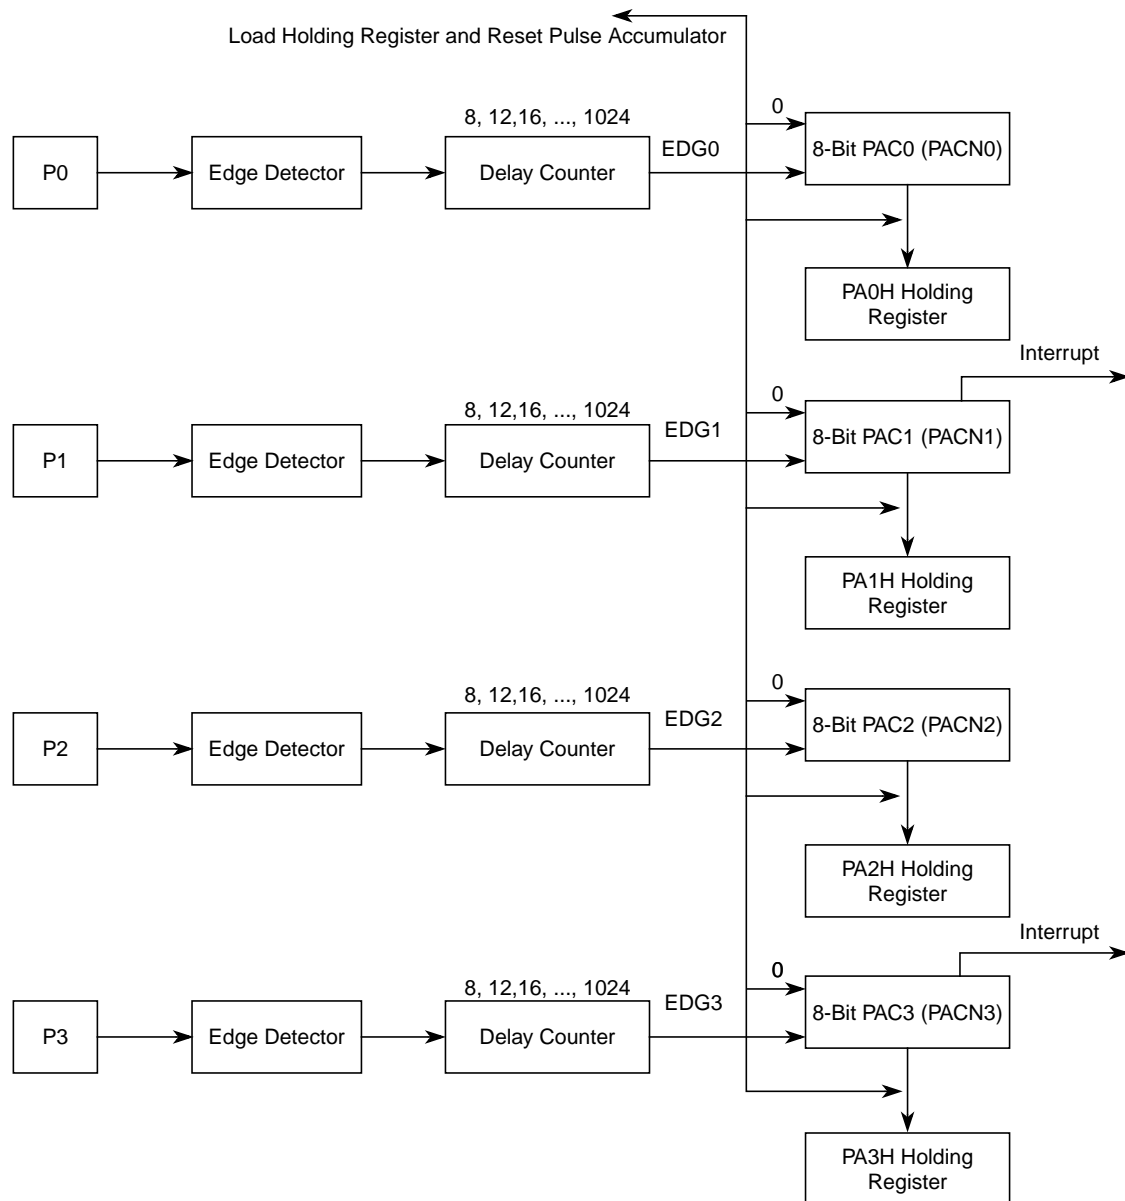 Load Holding Register and Reset Pulse Accumulator
0
8, 12,16, ..., 1024
EDG0
P0
Edge Detector
Delay Counter
8-Bit PAC0 (PACN0)
PA0H Holding
Register
Interrupt
0
8, 12,16, ..., 1024
EDG1
P1
Edge Detector
Delay Counter
8-Bit PAC1 (PACN1)
PA1H Holding
Register
0
8, 12,16, ..., 1024
EDG2
P2
Edge Detector
Delay Counter
8-Bit PAC2 (PACN2)
PA2H Holding
Register
Interrupt
0
8, 12,16, ..., 1024
EDG3
P3
Edge Detector
Delay Counter
8-Bit PAC3 (PACN3)
PA3H Holding
Register